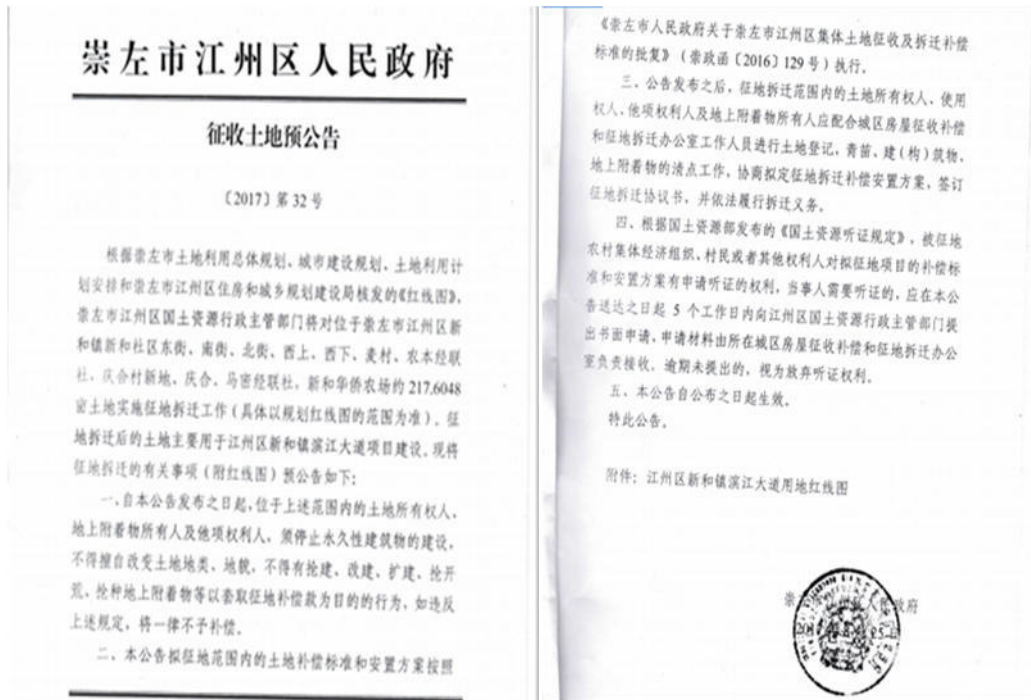 崇左市江州区人民政府
征收土地预公告
〔2017〕第 32 号
根据崇左市土地利用总体规划、城市建设规划、土地利用计
划安排和崇左市江州区住房和城乡规划建设局核发的《红线图》，
崇左市江州区国土资源行政主管部门将对位于崇左市江州区新
和镇新和社区东街、南街、北街、西上、西下、麦村、农本经联
社，庆合村新地、庆合、马密经联社，新和华侨农场约 217.6048
亩土地实施征地拆迁工作（具体以规划红线图的范围为准），征
地拆迁后的土地主要用于江州区新和镇滨江大道项目建设。现将
征地拆迁的有关事项（附红线图）预公告如下：
一、自本公告发布之日起，位于上述范围内的土地所有权人、
地上附着物所有人及他项权利人，须停止永久性建筑物的建设，
不得擅自改变土地地类、地貌，不得有抢建、改建、扩建、抢开
荒、抢种地上附着物等以套取征地补偿款为目的的行为，如违反
上述规定，将一律不予补偿。
二、本公告拟征地范围内的土地补偿标准和安置方案按照
《崇左市人民政府关于崇左市江州区集体土地征收及拆迁补偿
标准的批复》（崇政函〔2016〕129 号）执行。
三、公告发布之后，征地拆迁范围内的土地所有权人、使用
权人、他项权利人及地上附着物所有人应配合城区房屋征收补偿
和征地拆迁办公室工作人员进行土地登记，青苗、建（构）筑物、
地上附着物的清点工作，协商拟定征地拆迁补偿安置方案，签订
征地拆迁协议书，并依法履行拆迁义务。
四、根据国土资源部发布的《国土资源听证规定》，被征地
农村集体经济组织、村民或者其他权利人对拟征地项目的补偿标
准和安置方案有申请听证的权利，当事人需要听证的，应在本公
告送达之日起 5 个工作日内向江州区国土资源行政主管部门提
出书面申请，申请材料由所在城区房屋征收补偿和征地拆迁办公
室负责接收，逾期未提出的，视为放弃听证权利。
五、本公告自公布之日起生效。
特此公告。
附件：江州区新和镇滨江大道用地红线图
崇左市江州区人民政府